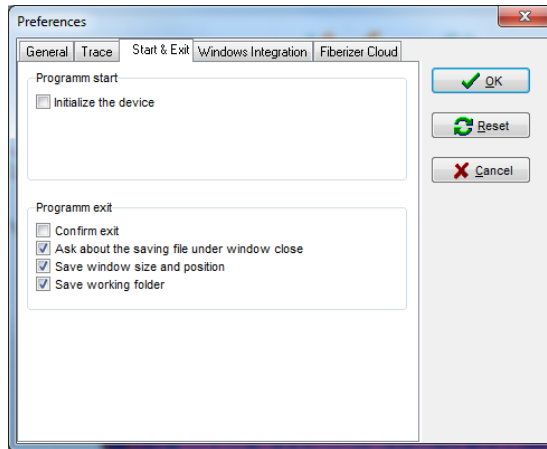 Preferences
General Trace Start & Exit Windows Integration Fiberizer Cloud
Programm start
Initialize the device
OK
Reset
Cancel
Programm exit
Confirm exit
Ask about the saving file under window close
Save window size and position
Save working folder